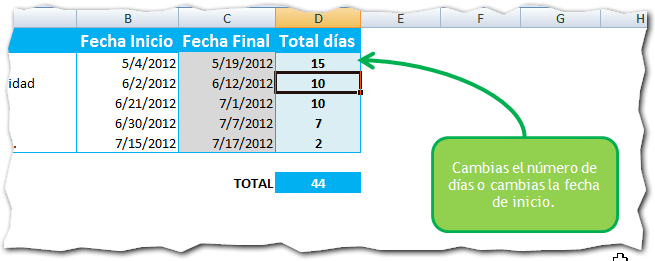 B C D E F G H
Fecha Inicio Fecha Final Total días
5/4/2012 5/19/2012 15
idad 6/2/2012 6/12/2012 10
6/21/2012 7/1/2012 10
6/30/2012 7/7/2012 7
. 7/15/2012 7/17/2012 2
TOTAL 44
Cambias el número de
días o cambias la fecha
de inicio.